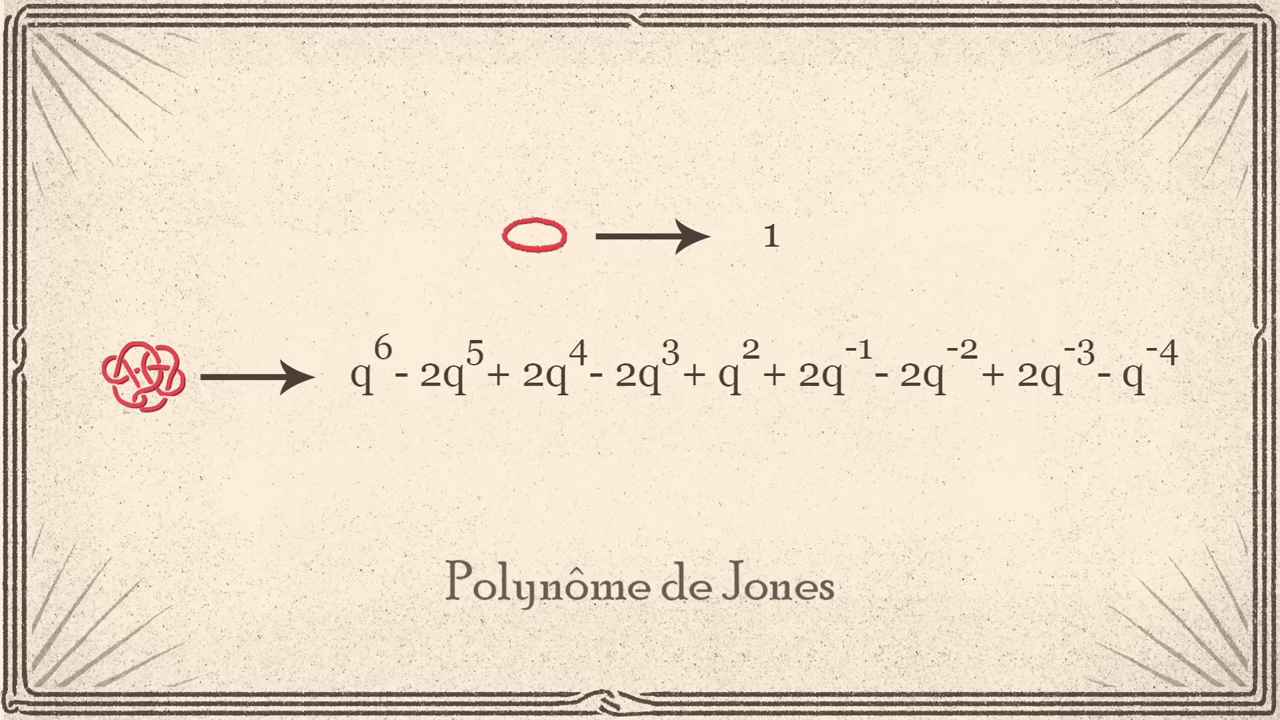 1
q⁶ - 2q⁵ + 2q⁴ - 2q³ + q² + 2q⁻¹ - 2q⁻² + 2q⁻³ - q⁻⁴
Polynôme de Jones